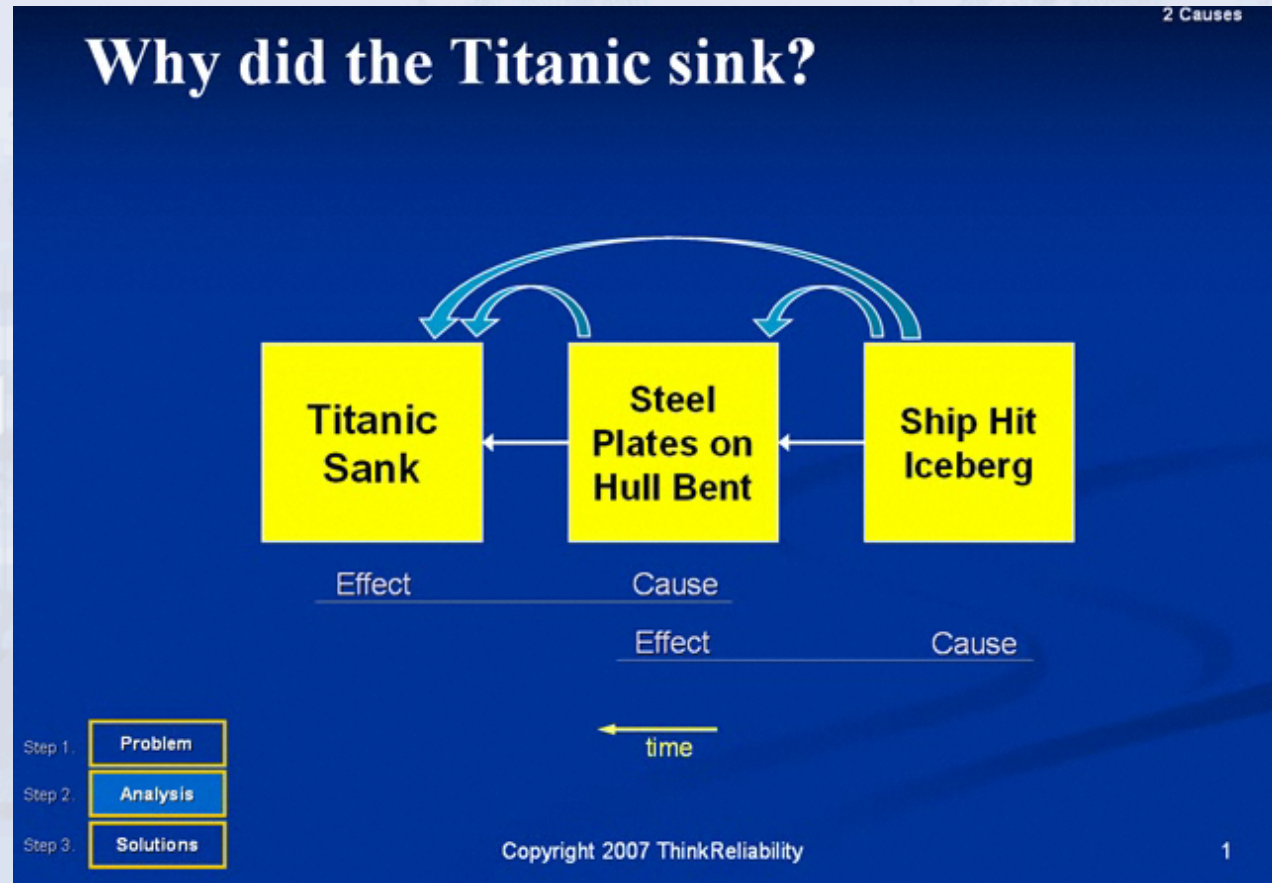 2 Causes
Why did the Titanic sink?
Titanic
Sank
Steel
Plates on
Hull Bent
Ship Hit
Iceberg
Effect
Cause
Effect
Cause
time
Step 1.
Problem
Step 2.
Analysis
Step 3.
Solutions
Copyright 2007 ThinkReliability
1